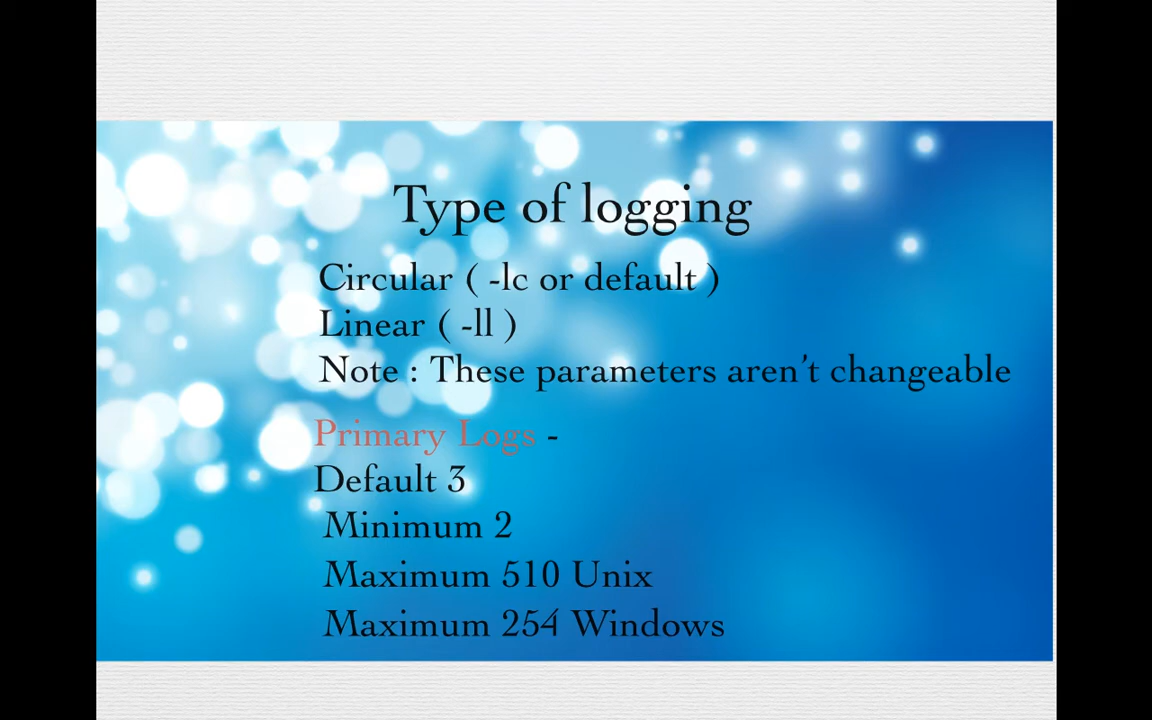 Type of logging
Circular ( -lc or default )
Linear ( -ll )
Note : These parameters aren't changeable
Primary Logs -
Default 3
Minimum 2
Maximum 510 Unix
Maximum 254 Windows